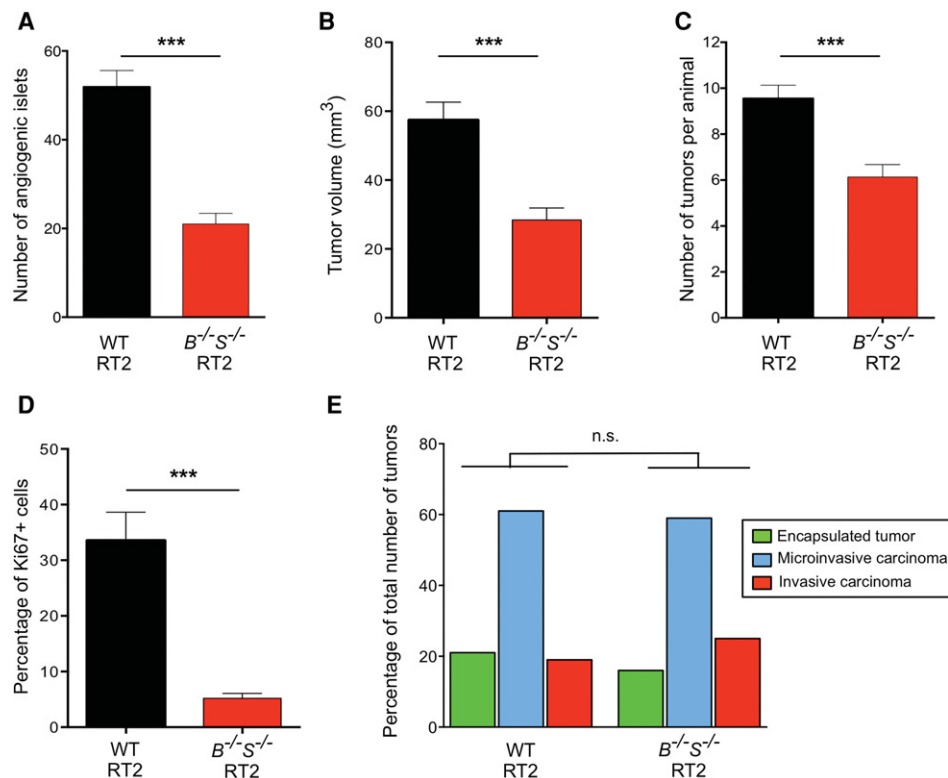 A
***
Number of angiogenic islets
60
40
20
0
WT
RT2
B-/-S-/-
RT2
B
***
Tumor volume (mm3)
80
60
40
20
0
WT
RT2
B-/-S-/-
RT2
C
***
Number of tumors per animal
12
10
8
6
4
2
0
WT
RT2
B-/-S-/-
RT2
D
***
Percentage of Ki67+ cells
50
40
30
20
10
0
WT
RT2
B-/-S-/-
RT2
E
n.s.
Percentage of total number of tumors
80
60
40
20
0
WT
RT2
B-/-S-/-
RT2
Encapsulated tumor
Microinvasive carcinoma
Invasive carcinoma